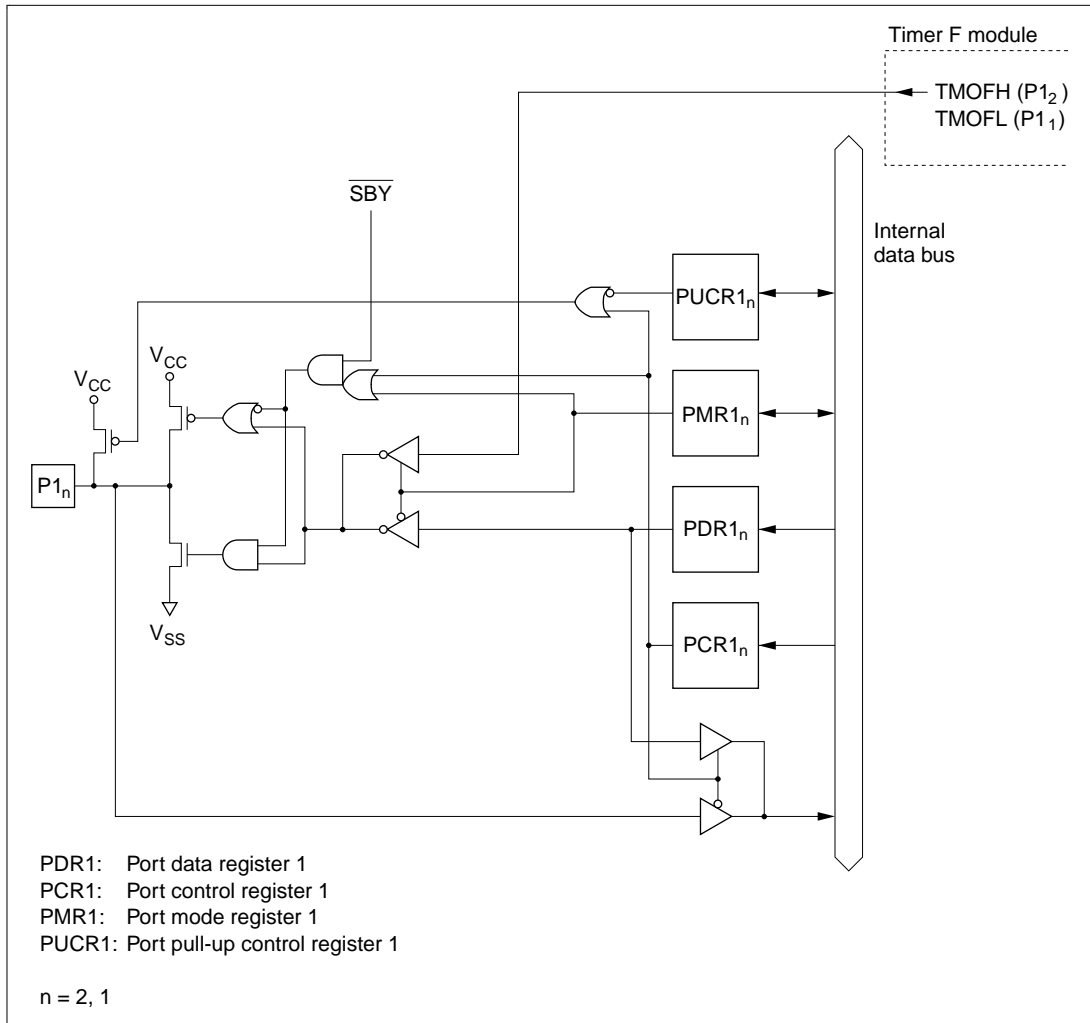 Timer F module
TMOFH (P1₂)
TMOFL (P1₁)
SBY
Internal
data bus
PUCR1ₙ
V_CC
V_CC
PMR1ₙ
P1ₙ
PDR1ₙ
V_SS
PCR1ₙ
PDR1: Port data register 1
PCR1: Port control register 1
PMR1: Port mode register 1
PUCR1: Port pull-up control register 1
n = 2, 1